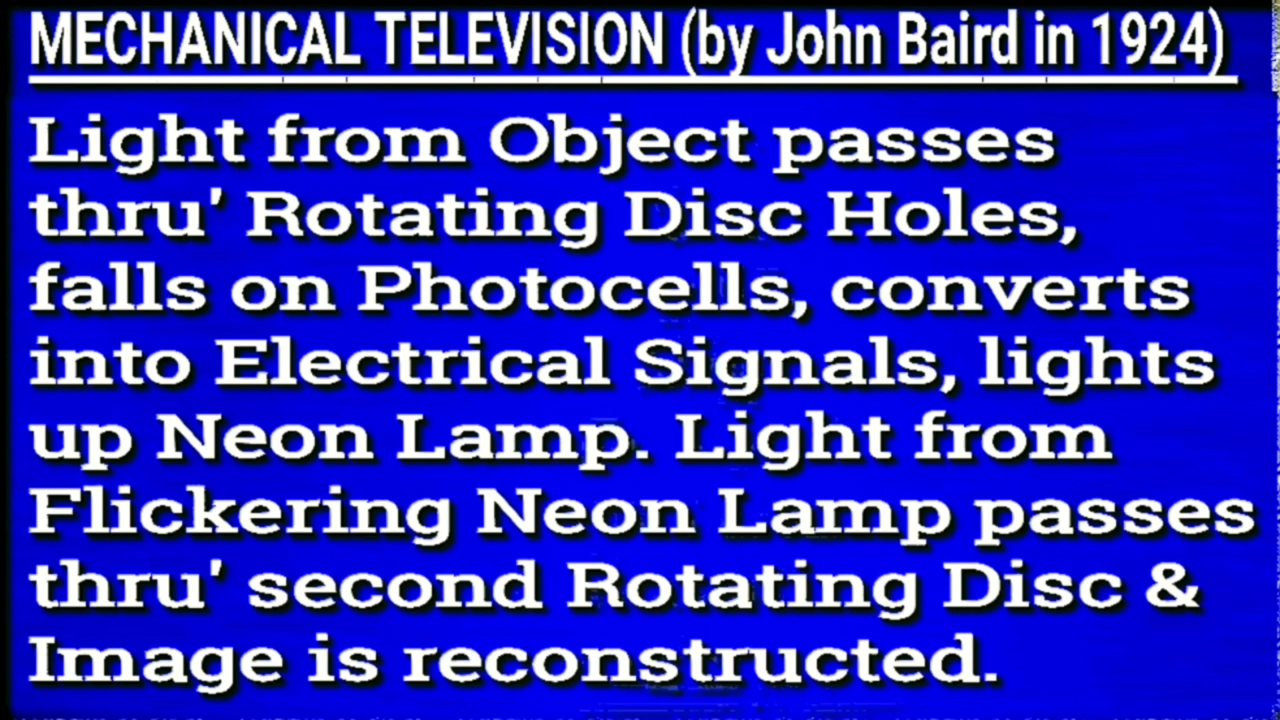 MECHANICAL TELEVISION (by John Baird in 1924)
Light from Object passes
thru' Rotating Disc Holes,
falls on Photocells, converts
into Electrical Signals, lights
up Neon Lamp. Light from
Flickering Neon Lamp passes
thru' second Rotating Disc &
Image is reconstructed.